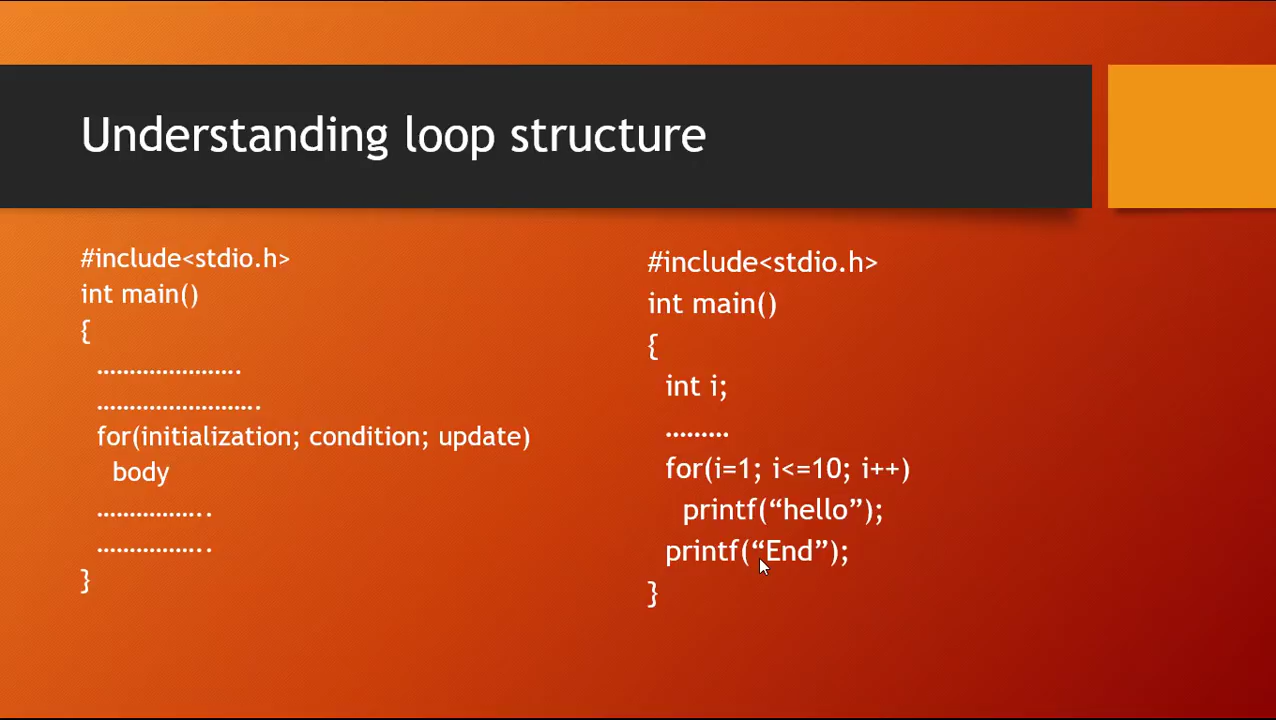 Understanding loop structure
#include<stdio.h>
int main()
{
………………….
…………………….
for(initialization; condition; update)
body
……………..
……………..
}
#include<stdio.h>
int main()
{
int i;
………
for(i=1; i<=10; i++)
printf(“hello”);
printf(“End”);
}